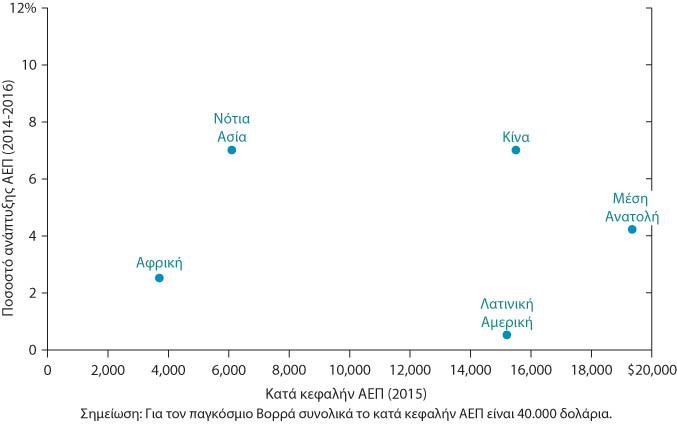 12%
10
8
6
4
2
0
Ποσοστό ανάπτυξης ΑΕΠ (2014-2016)
Νότια
Ασία
Κίνα
Μέση
Ανατολή
Αφρική
Λατινική
Αμερική
0 2,000 4,000 6,000 8,000 10,000 12,000 14,000 16,000 18,000 $20,000
Κατά κεφαλήν ΑΕΠ (2015)
Σημείωση: Για τον παγκόσμιο Βορρά συνολικά το κατά κεφαλήν ΑΕΠ είναι 40.000 δολάρια.